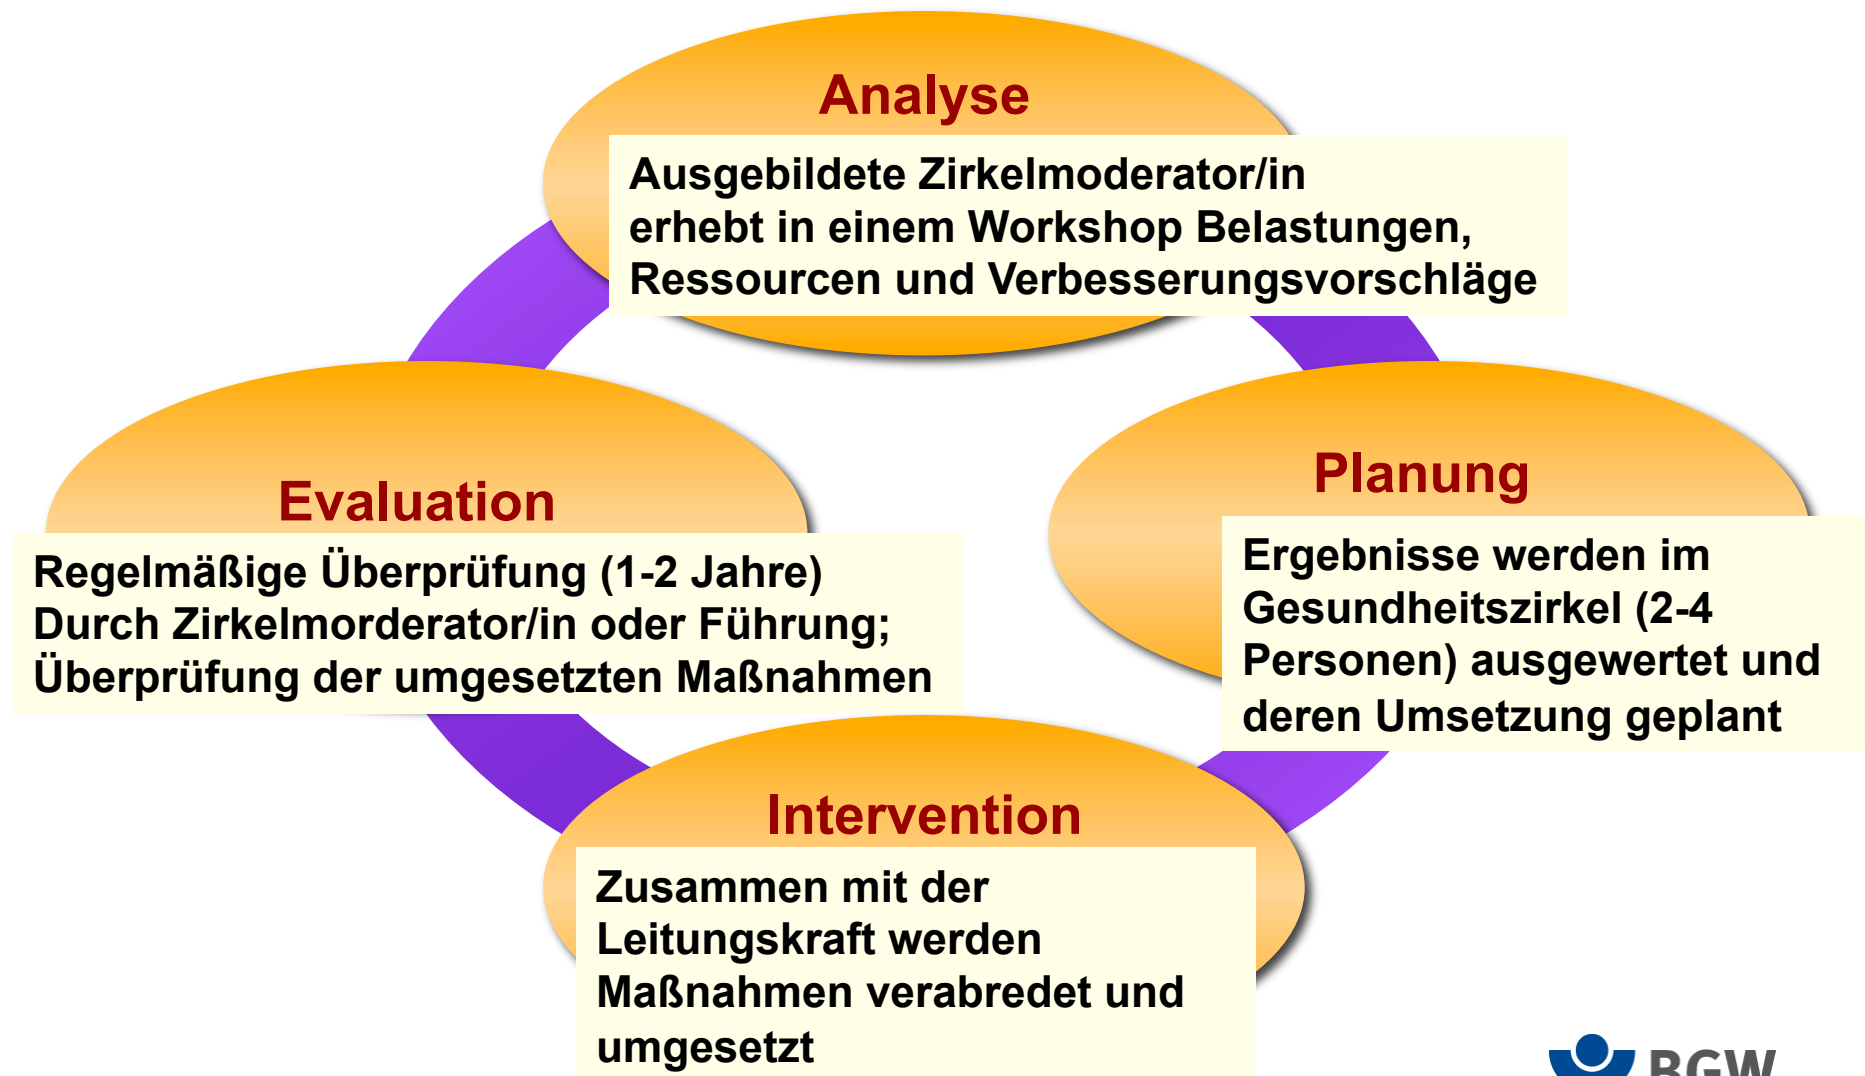 Analyse
Ausgebildete Zirkelmoderator/in
erhebt in einem Workshop Belastungen,
Ressourcen und Verbesserungsvorschläge
Planung
Ergebnisse werden im
Gesundheitszirkel (2-4
Personen) ausgewertet und
deren Umsetzung geplant
Evaluation
Regelmäßige Überprüfung (1-2 Jahre)
Durch Zirkelmorderator/in oder Führung;
Überprüfung der umgesetzten Maßnahmen
Intervention
Zusammen mit der
Leitungskraft werden
Maßnahmen verabredet und
umgesetzt
BGW